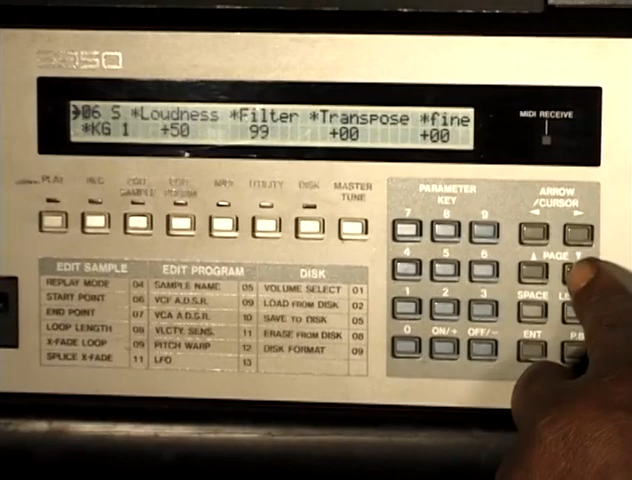 S950
→06 S *Loudness *Filter *Transpose *fine
*KG 1 +50 99 +00 +00
MIDI RECEIVE
PLAY REC EDIT SAMPLE EDIT PROGRAM MIDI UTILITY DISK MASTER TUNE
PARAMETER KEY
ARROW /CURSOR
◄ ►
7 8 9
▲ PAGE ▼
4 5 6
SPACE
1 2 3
ENT P.B
0 ON/+ OFF/−
EDIT SAMPLE
REPLAY MODE 04
START POINT 06
END POINT 07
LOOP LENGTH 08
X-FADE LOOP 09
SPLICE X-FADE 11
EDIT PROGRAM
SAMPLE NAME 05
VCF A.D.S.R. 09
VCA A.D.S.R. 10
VLCTY. SENS. 11
PITCH WARP 12
LFO 13
DISK
VOLUME SELECT 01
LOAD FROM DISK 02
SAVE TO DISK 05
ERASE FROM DISK 08
DISK FORMAT 09